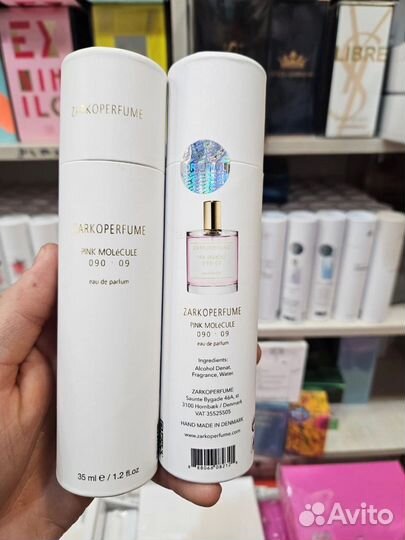 ZARKOPERFUME
ZARKOPERFUME
PINK MOLéCULE
090 · 09
eau de parfum
35 ml ℮ / 1.2 fl.oz
ZARKOPERFUME
PINK MOLéCULE
090 · 09
eau de parfum
Ingredients:
Alcohol Denat,
Fragrance, Water
ZARKOPERFUME
Saunte Bygade 46A, st
3100 Hornbæk / Denmark
VAT 35525505
HAND MADE IN DENMARK
www.zarkoperfume.com
LIBRE
Avito